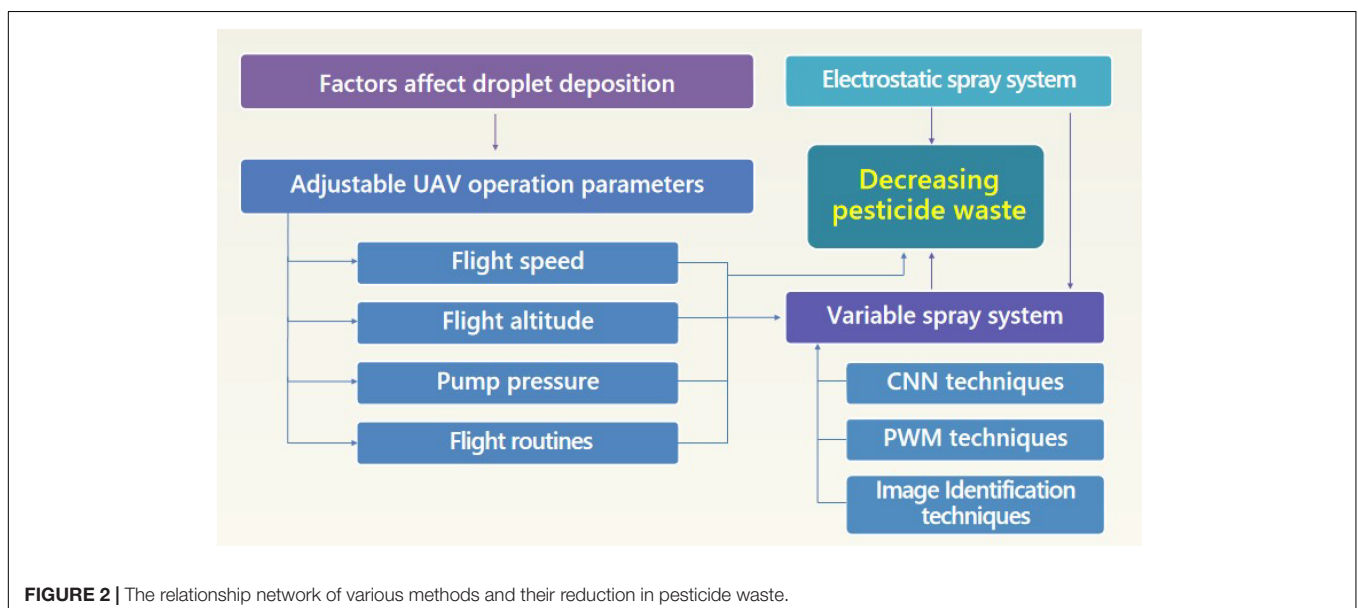 Factors affect droplet deposition
Electrostatic spray system
Adjustable UAV operation parameters
Decreasing
pesticide waste
Flight speed
Flight altitude
Variable spray system
Pump pressure
CNN techniques
Flight routines
PWM techniques
Image Identification
techniques
FIGURE 2 | The relationship network of various methods and their reduction in pesticide waste.